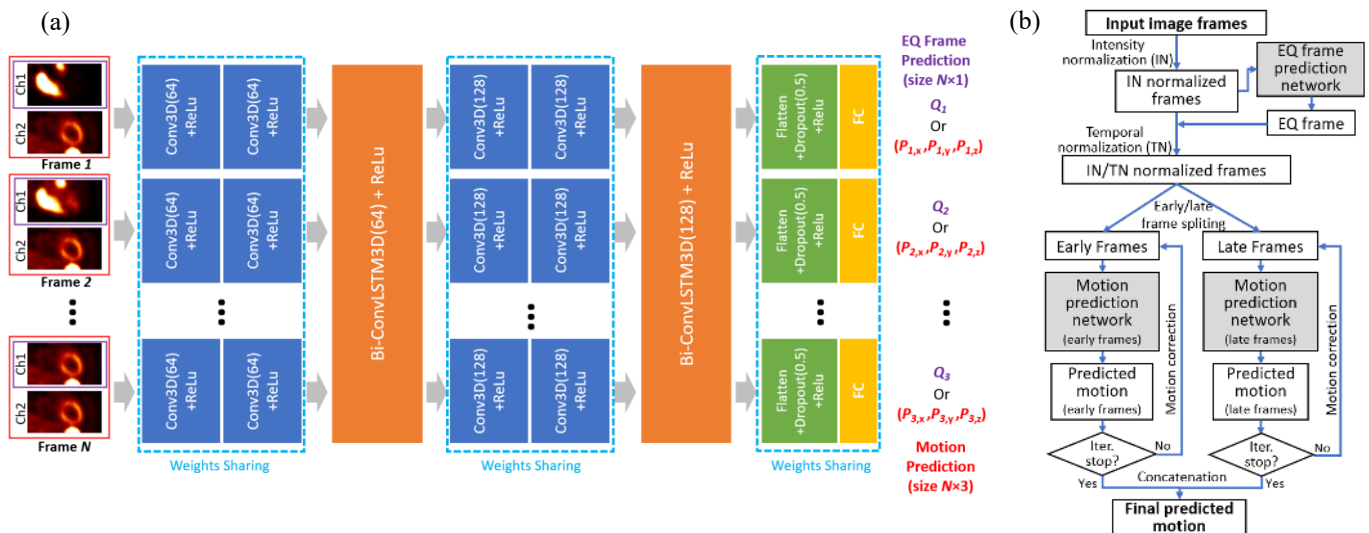 (a)
Ch1
Ch2
Frame 1
Ch1
Ch2
Frame 2
Ch1
Ch2
Frame N
Conv3D(64)
+ReLu
Conv3D(64)
+ReLu
Conv3D(64)
+ReLu
Conv3D(64)
+ReLu
Conv3D(64)
+ReLu
Conv3D(64)
+ReLu
Weights Sharing
Bi-ConvLSTM3D(64) + ReLu
Conv3D(128)
+ReLu
Conv3D(128)
+ReLu
Conv3D(128)
+ReLu
Conv3D(128)
+ReLu
Conv3D(128)
+ReLu
Conv3D(128)
+ReLu
Weights Sharing
Bi-ConvLSTM3D(128) + ReLu
Flatten
+Dropout(0.5)
+Relu
FC
Flatten
+Dropout(0.5)
+Relu
FC
Flatten
+Dropout(0.5)
+Relu
FC
Weights Sharing
EQ Frame
Prediction
(size N×1)
Q1
Or
(P1,x,P1,y,P1,z)
Q2
Or
(P2,x,P2,y,P2,z)
Q3
Or
(P3,x,P3,y,P3,z)
Motion
Prediction
(size N×3)
(b)
Input image frames
Intensity
normalization (IN)
IN normalized
frames
EQ frame
prediction
network
EQ frame
Temporal
normalization (TN)
IN/TN normalized frames
Early/late
frame spliting
Early Frames
Late Frames
Motion
prediction
network
(early frames)
Motion
prediction
network
(late frames)
Motion correction
Motion correction
Predicted
motion
(early frames)
Predicted
motion
(late frames)
Iter.
stop?
No
Iter.
stop?
No
Yes
Concatenation
Yes
Final predicted
motion